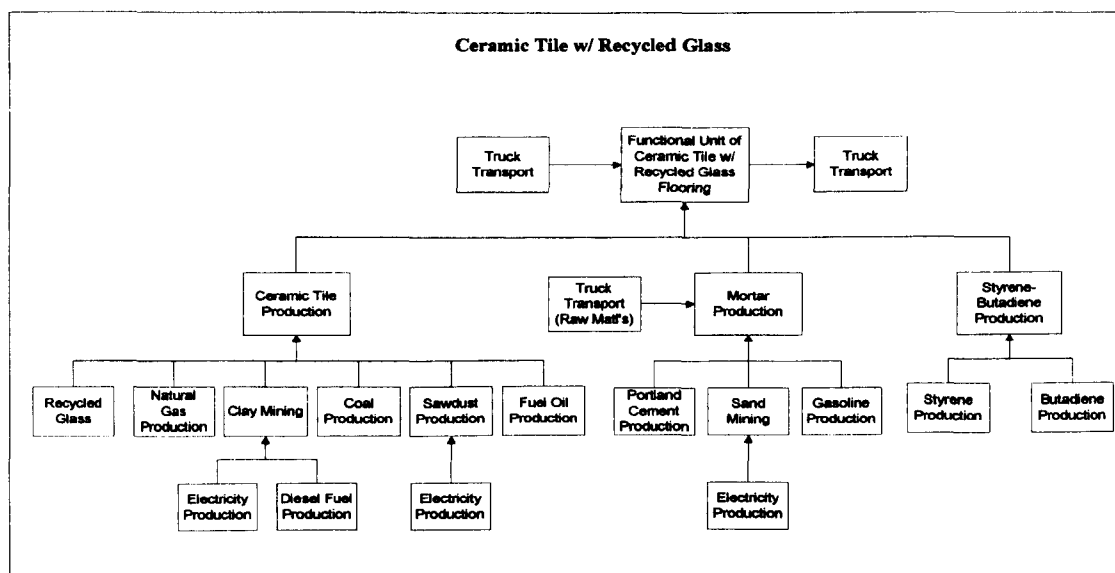 Ceramic Tile w/ Recycled Glass
Truck
Transport
Functional Unit of
Ceramic Tile w/
Recycled Glass
Flooring
Truck
Transport
Ceramic Tile
Production
Truck
Transport
(Raw Matl's)
Mortar
Production
Styrene-
Butadiene
Production
Recycled
Glass
Natural
Gas
Production
Clay Mining
Coal
Production
Sawdust
Production
Fuel Oil
Production
Portland
Cement
Production
Sand
Mining
Gasoline
Production
Styrene
Production
Butadiene
Production
Electricity
Production
Diesel Fuel
Production
Electricity
Production
Electricity
Production